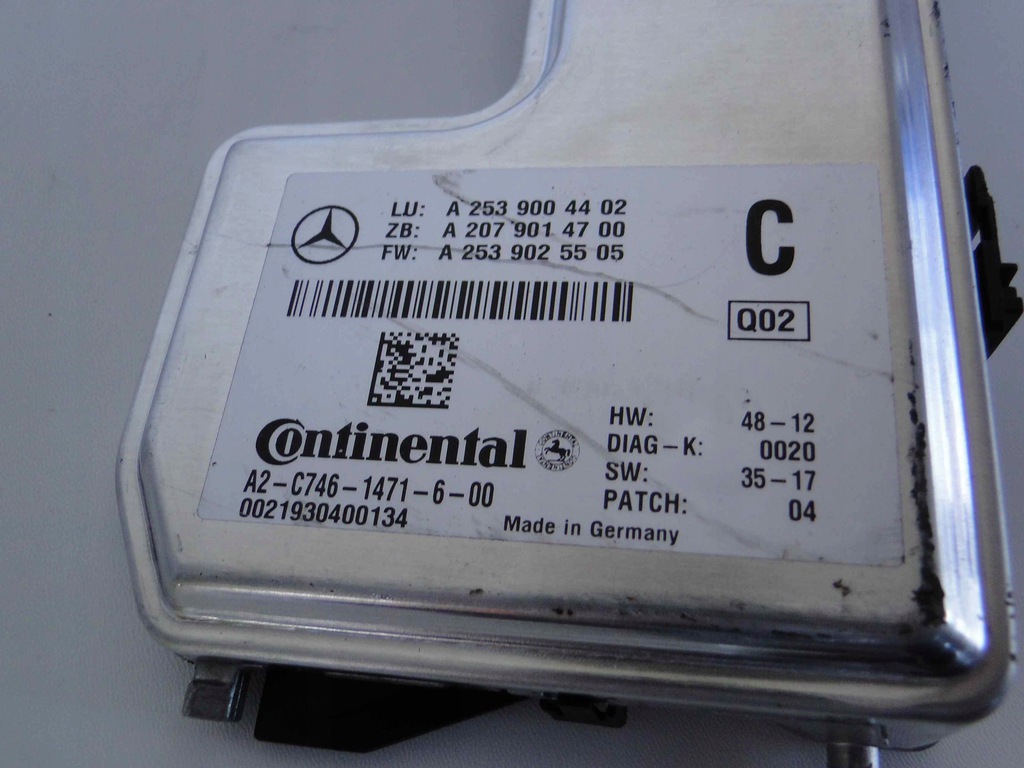 LU: A 253 900 44 02
ZB: A 207 901 47 00
FW: A 253 902 55 05
C
Q02
Continental
A2-C746-1471-6-00
0021930400134
HW: 48-12
DIAG-K: 0020
SW: 35-17
PATCH: 04
Made in Germany